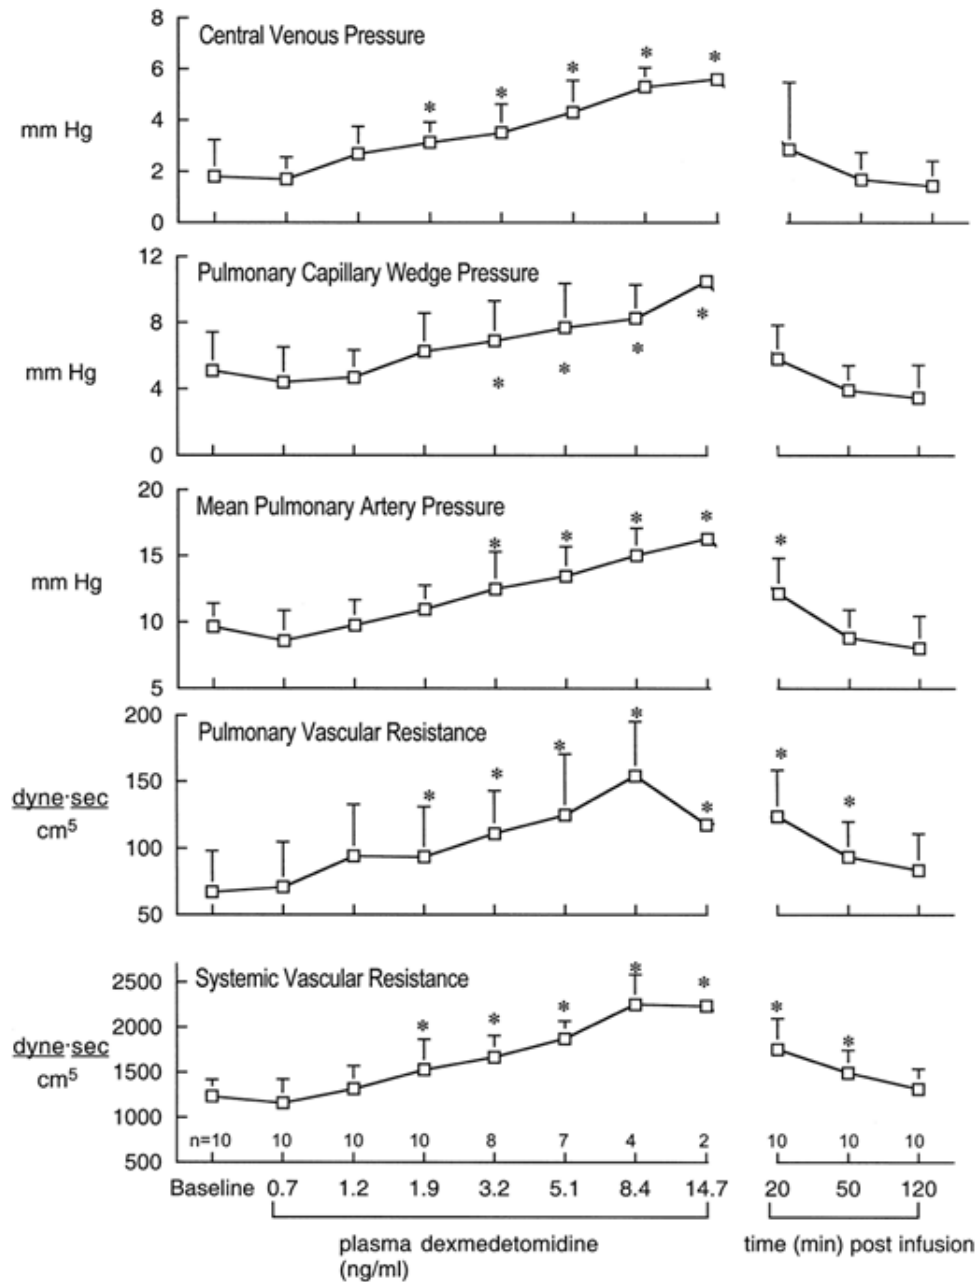 8
Central Venous Pressure
6
mm Hg
4
2
0
* * * * *
12
Pulmonary Capillary Wedge Pressure
8
mm Hg
4
0
* * * *
20
Mean Pulmonary Artery Pressure
15
mm Hg
10
5
* * * * *
200
Pulmonary Vascular Resistance
150
dyne·sec
cm5
100
50
* * * * * * *
2500
Systemic Vascular Resistance
2000
dyne·sec
cm5
1500
1000
500
* * * * * * *
n=10 10 10 10 8 7 4 2 10 10 10
Baseline 0.7 1.2 1.9 3.2 5.1 8.4 14.7 20 50 120
plasma dexmedetomidine
(ng/ml)
time (min) post infusion